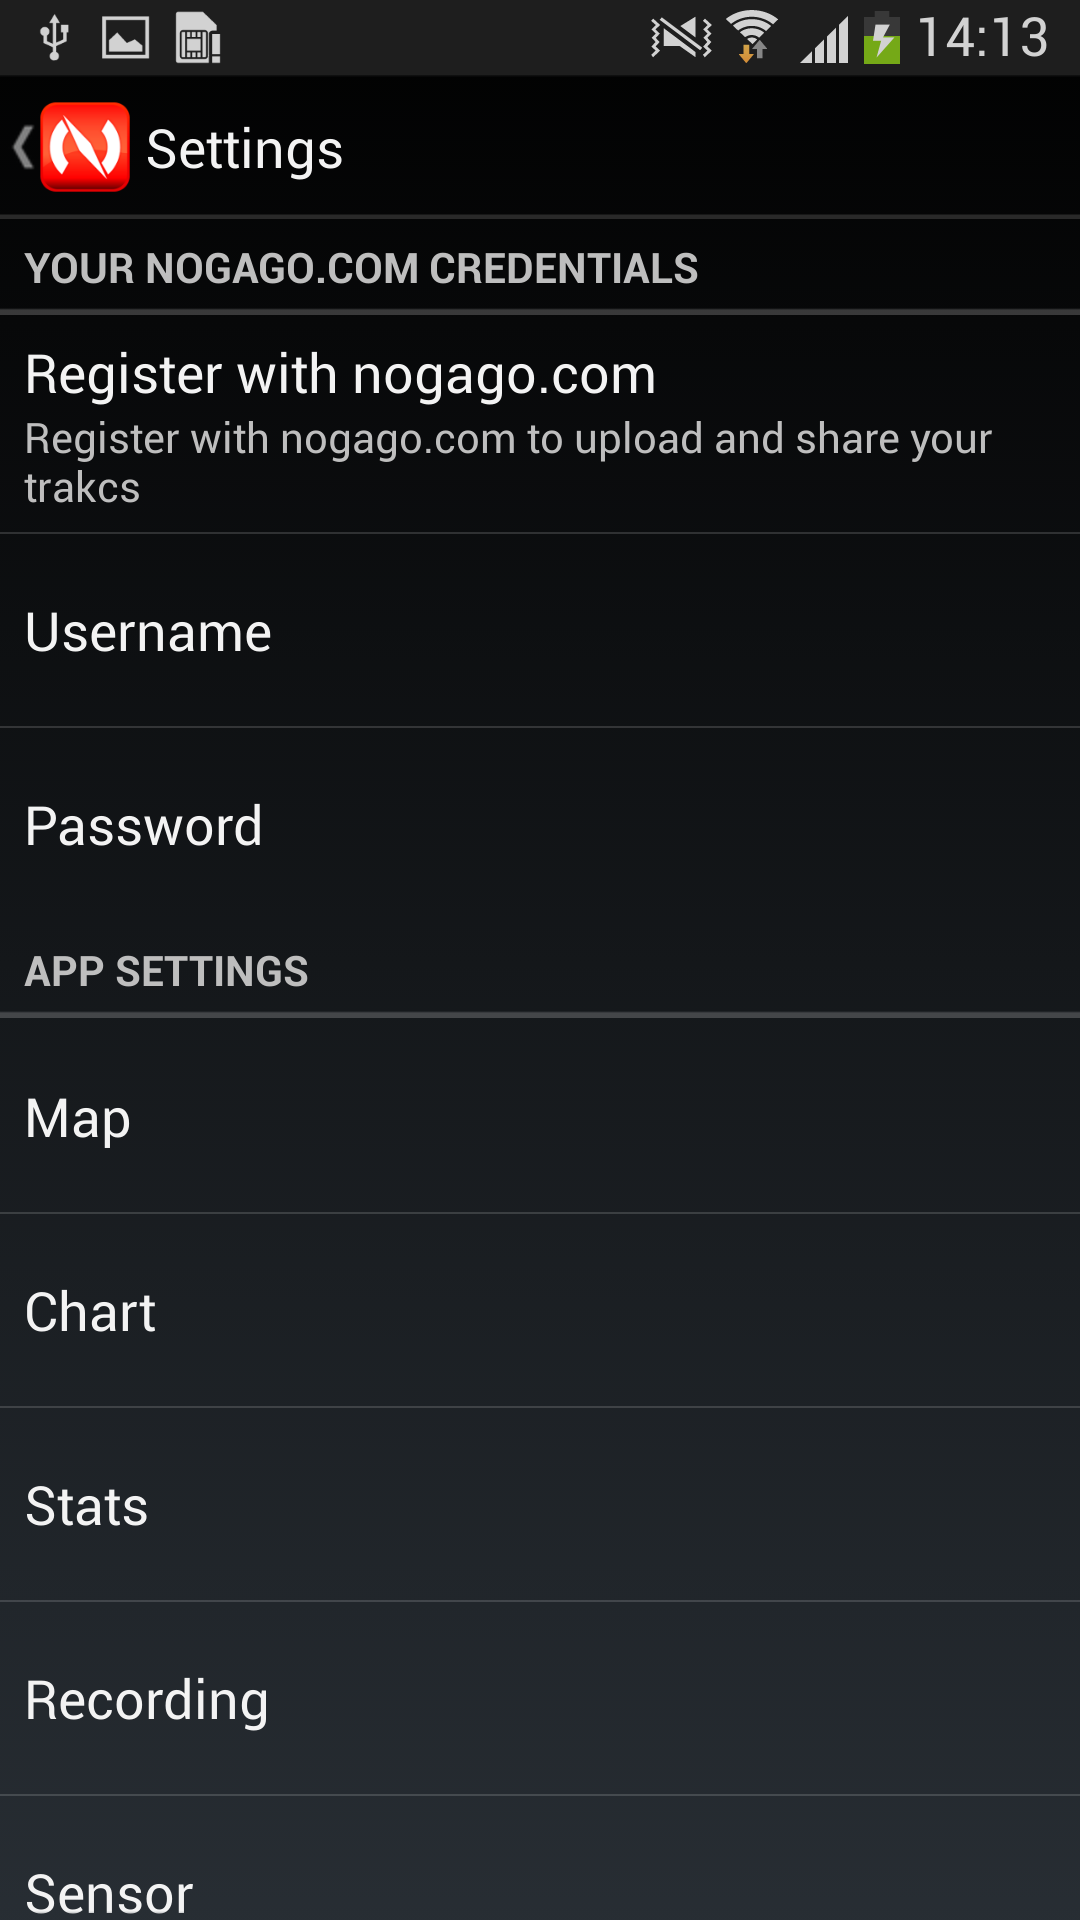 14:13
Settings
YOUR NOGAGO.COM CREDENTIALS
Register with nogago.com
Register with nogago.com to upload and share your
trakcs
Username
Password
APP SETTINGS
Map
Chart
Stats
Recording
Sensor